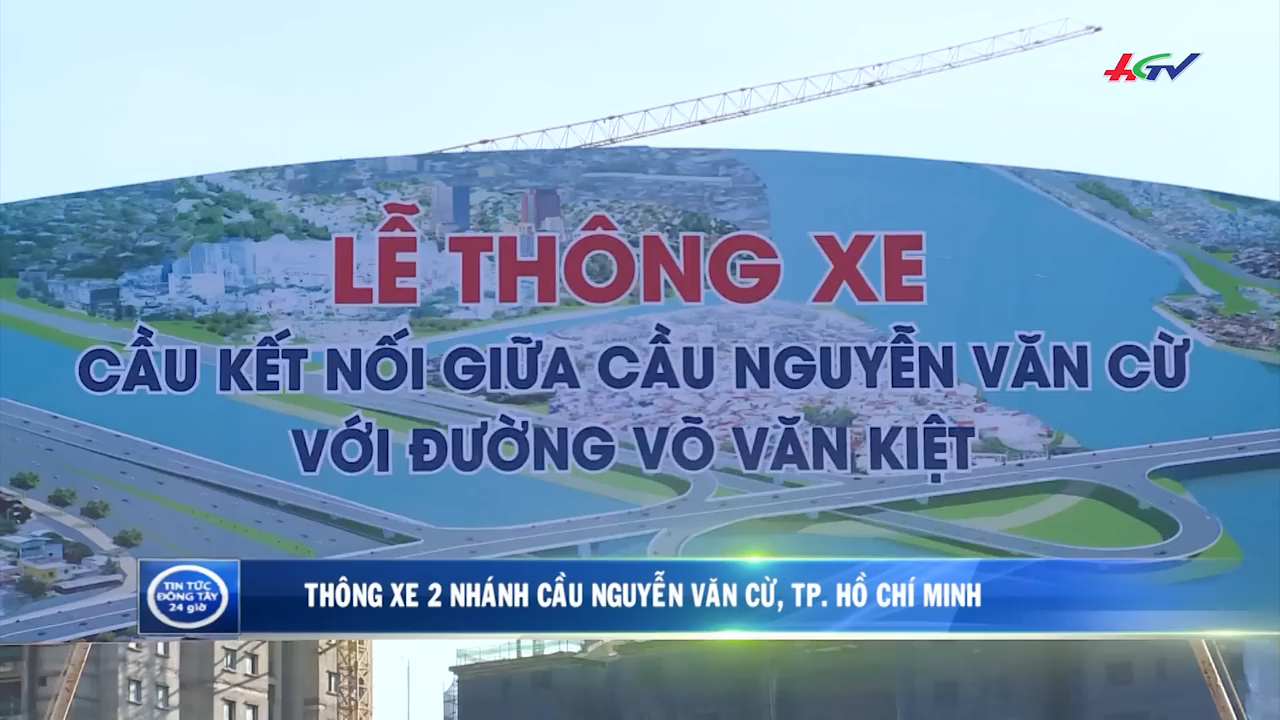 HGTV
LỄ THÔNG XE
CẦU KẾT NỐI GIỮA CẦU NGUYỄN VĂN CỪ
VỚI ĐƯỜNG VÕ VĂN KIỆT
TIN TỨC
ĐÔNG TÂY
24 giờ
THÔNG XE 2 NHÁNH CẦU NGUYỄN VĂN CỪ, TP. HỒ CHÍ MINH